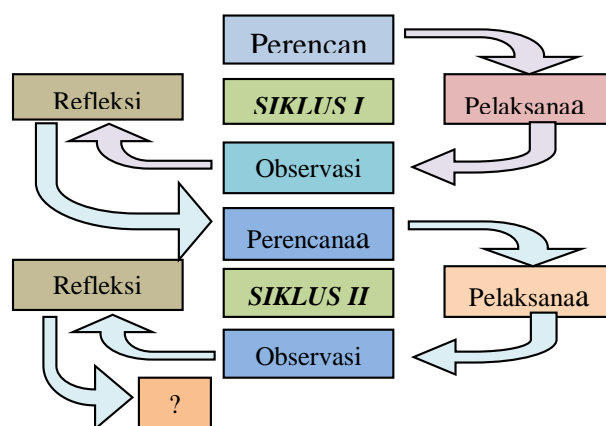 Perencan
Refleksi
SIKLUS I
Pelaksanaa
Observasi
Perencanaa
Refleksi
SIKLUS II
Pelaksanaa
Observasi
?